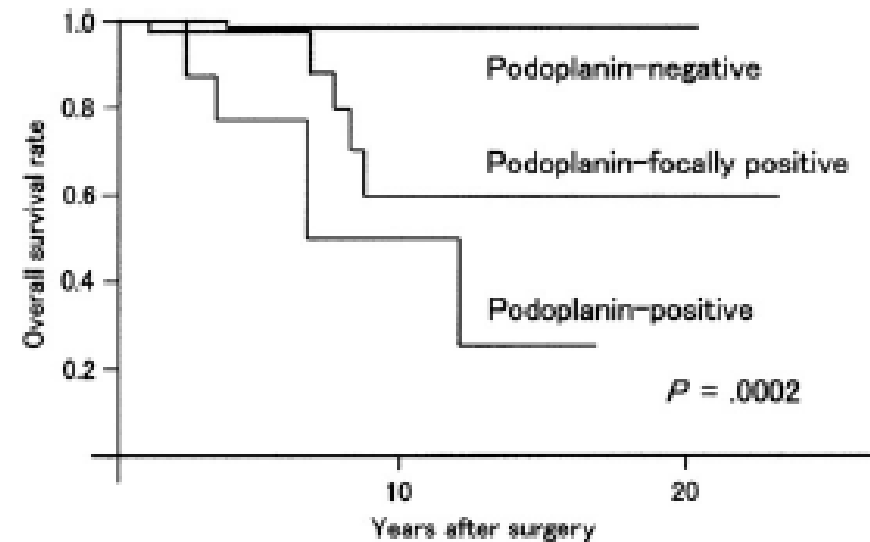 1.0
Podoplanin-negative
0.8
Podoplanin-focally positive
0.6
0.4
Podoplanin-positive
0.2
P = .0002
10
20
Years after surgery
Overall survival rate